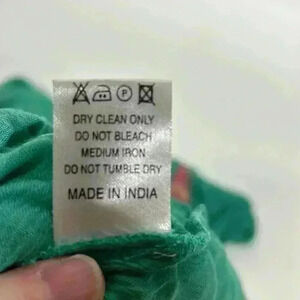 DRY CLEAN ONLY
DO NOT BLEACH
MEDIUM IRON
DO NOT TUMBLE DRY
MADE IN INDIA